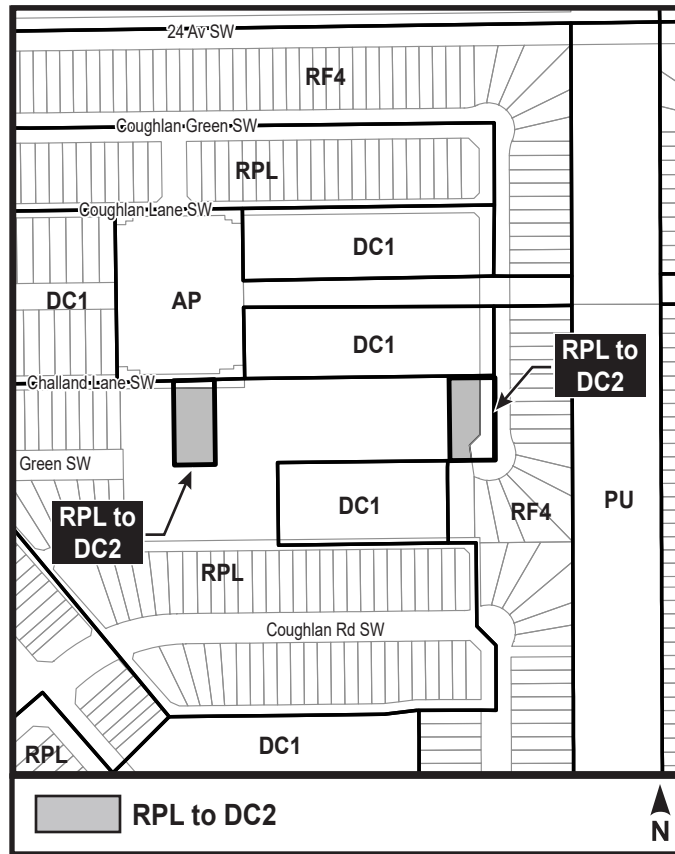 24 Av SW
RF4
Coughlan Green SW
RPL
Coughlan Lane SW
DC1
DC1
AP
DC1
RPL to
DC2
Challand Lane SW
Green SW
RPL to
DC2
DC1
RF4
PU
RPL
Coughlan Rd SW
RPL
DC1
RPL to DC2
N